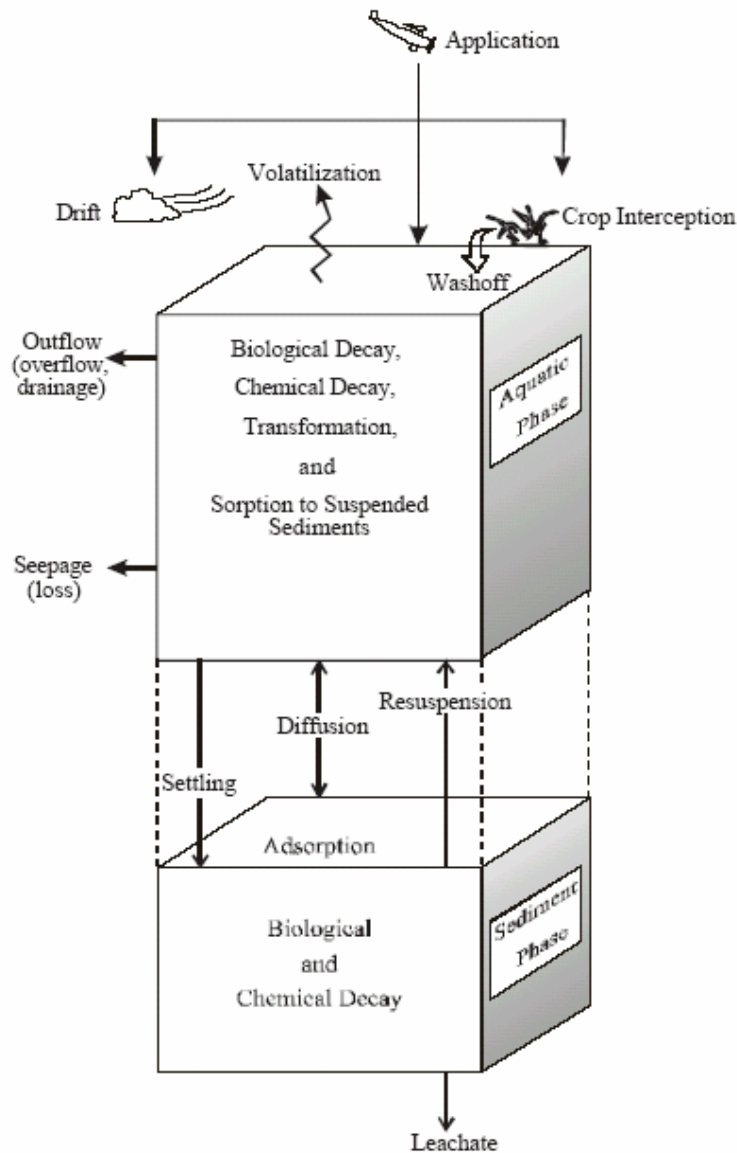 Application
Volatilization
Drift
Crop Interception
Washoff
Outflow
(overflow,
drainage)
Biological Decay,
Chemical Decay,
Transformation,
and
Sorption to Suspended
Sediments
Aquatic
Phase
Seepage
(loss)
Resuspension
Diffusion
Settling
Adsorption
Biological
and
Chemical Decay
Sediment
Phase
Leachate